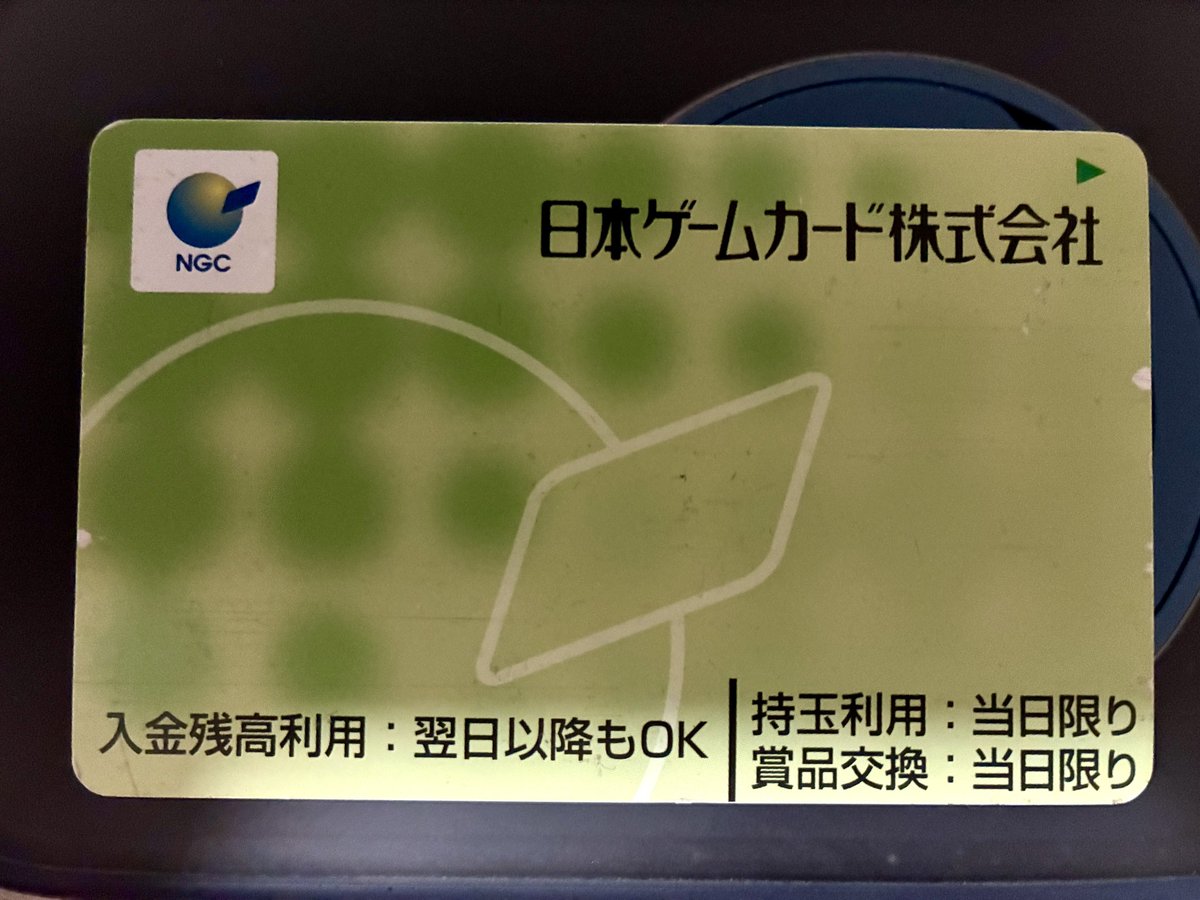 NGC
日本ゲームカード株式会社
入金残高利用：翌日以降もOK
持玉利用：当日限り
賞品交換：当日限り